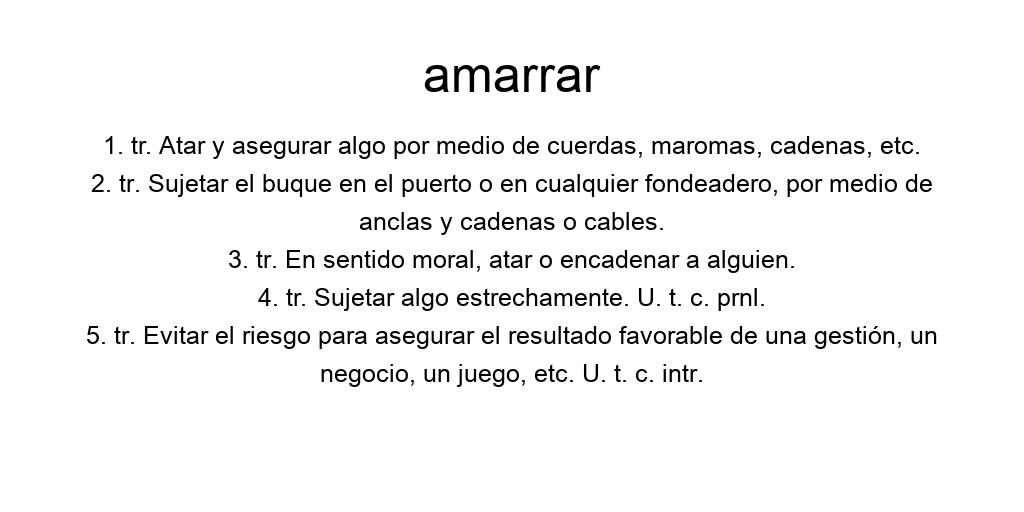 amarrar
1. tr. Atar y asegurar algo por medio de cuerdas, maromas, cadenas, etc.
2. tr. Sujetar el buque en el puerto o en cualquier fondeadero, por medio de
anclas y cadenas o cables.
3. tr. En sentido moral, atar o encadenar a alguien.
4. tr. Sujetar algo estrechamente. U. t. c. prnl.
5. tr. Evitar el riesgo para asegurar el resultado favorable de una gestión, un
negocio, un juego, etc. U. t. c. intr.